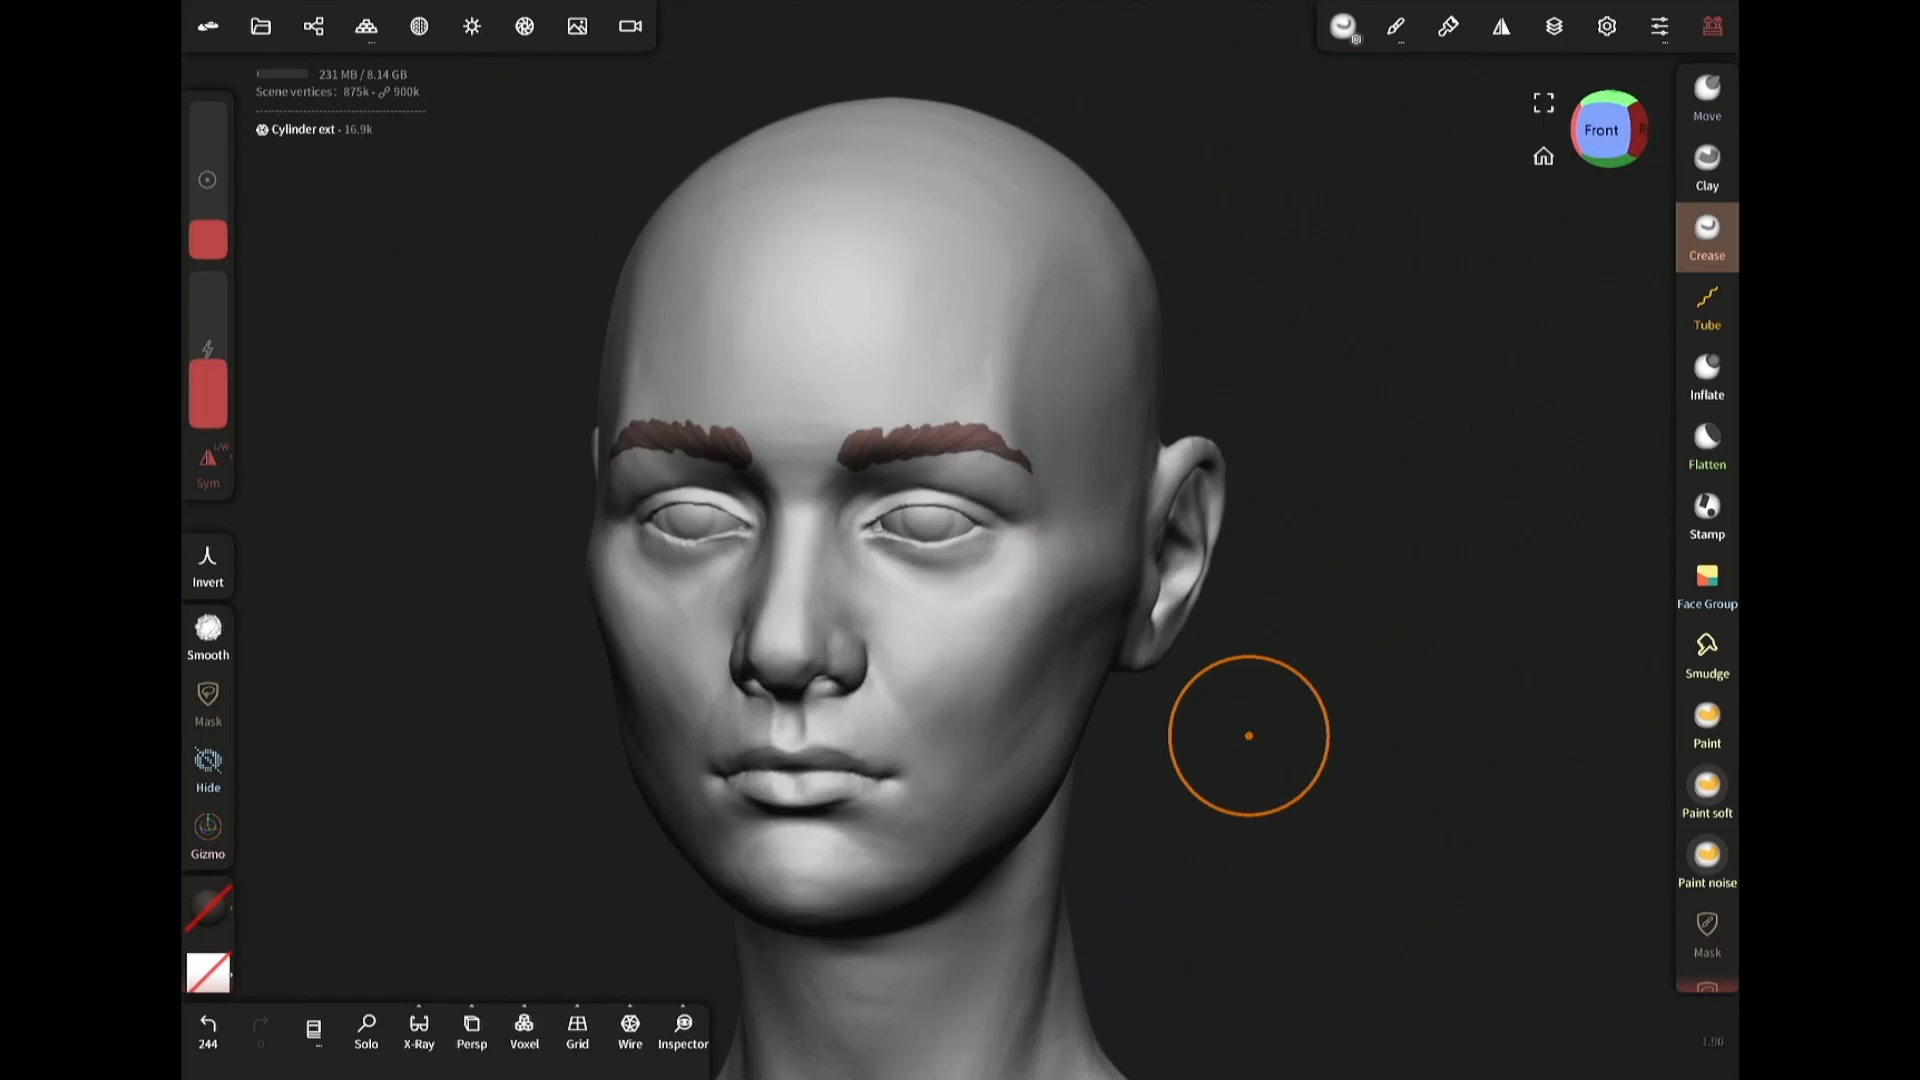 231 MB / 8.14 GB
Scene vertices: 875k • 900k
Cylinder ext • 16.9k
Front
R
Move
Clay
Crease
Tube
Inflate
Flatten
Stamp
Face Group
Smudge
Paint
Paint soft
Paint noise
Mask
L/W
Sym
Invert
Smooth
Mask
Hide
Gizmo
244
0
Solo
X-Ray
Persp
Voxel
Grid
Wire
Inspector
1.90